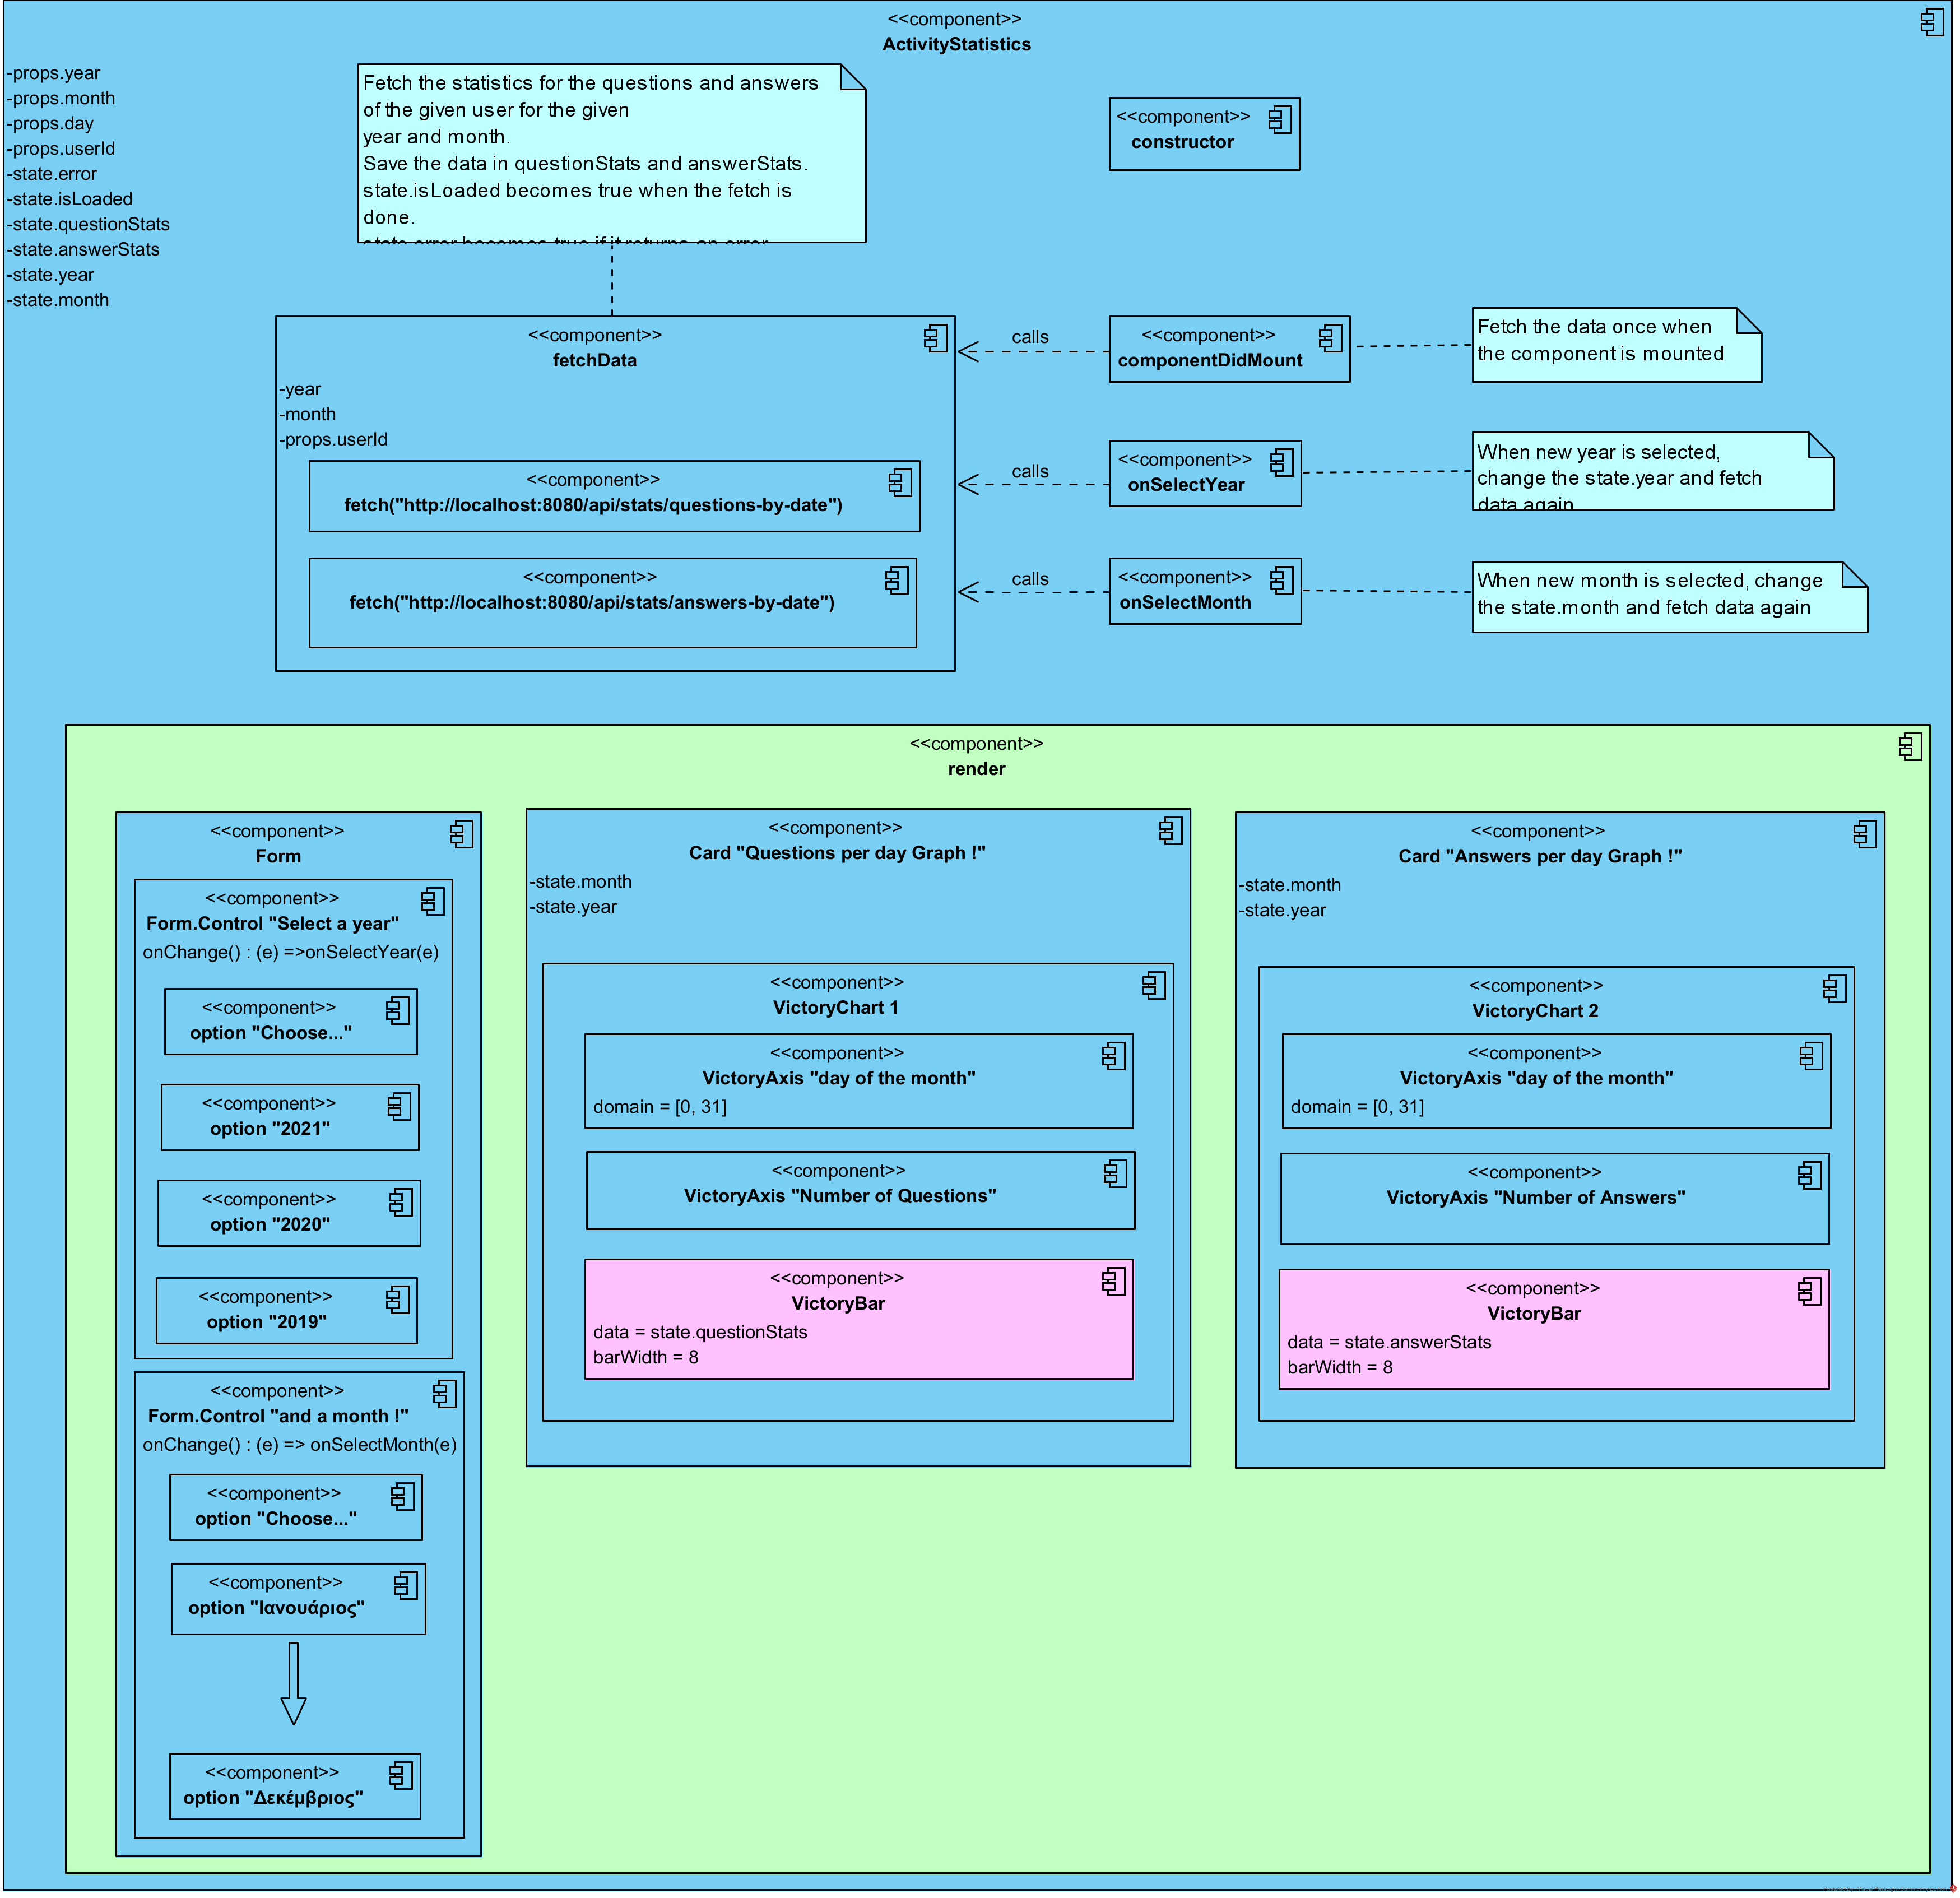 <<component>>
ActivityStatistics
-props.year
-props.month
-props.day
-props.userId
-state.error
-state.isLoaded
-state.questionStats
-state.answerStats
-state.year
-state.month
Fetch the statistics for the questions and answers
of the given user for the given
year and month.
Save the data in questionStats and answerStats.
state.isLoaded becomes true when the fetch is
done.
state.error becomes true if it returns an error
<<component>>
constructor
<<component>>
fetchData
-year
-month
-props.userId
<<component>>
fetch("http://localhost:8080/api/stats/questions-by-date")
<<component>>
fetch("http://localhost:8080/api/stats/answers-by-date")
calls
<<component>>
componentDidMount
Fetch the data once when
the component is mounted
calls
<<component>>
onSelectYear
When new year is selected,
change the state.year and fetch
data again
calls
<<component>>
onSelectMonth
When new month is selected, change
the state.month and fetch data again
<<component>>
render
<<component>>
Form
<<component>>
Form.Control "Select a year"
onChange() : (e) =>onSelectYear(e)
<<component>>
option "Choose..."
<<component>>
option "2021"
<<component>>
option "2020"
<<component>>
option "2019"
<<component>>
Form.Control "and a month !"
onChange() : (e) => onSelectMonth(e)
<<component>>
option "Choose..."
<<component>>
option "Ιανουάριος"
<<component>>
option "Δεκέμβριος"
<<component>>
Card "Questions per day Graph !"
-state.month
-state.year
<<component>>
VictoryChart 1
<<component>>
VictoryAxis "day of the month"
domain = [0, 31]
<<component>>
VictoryAxis "Number of Questions"
<<component>>
VictoryBar
data = state.questionStats
barWidth = 8
<<component>>
Card "Answers per day Graph !"
-state.month
-state.year
<<component>>
VictoryChart 2
<<component>>
VictoryAxis "day of the month"
domain = [0, 31]
<<component>>
VictoryAxis "Number of Answers"
<<component>>
VictoryBar
data = state.answerStats
barWidth = 8